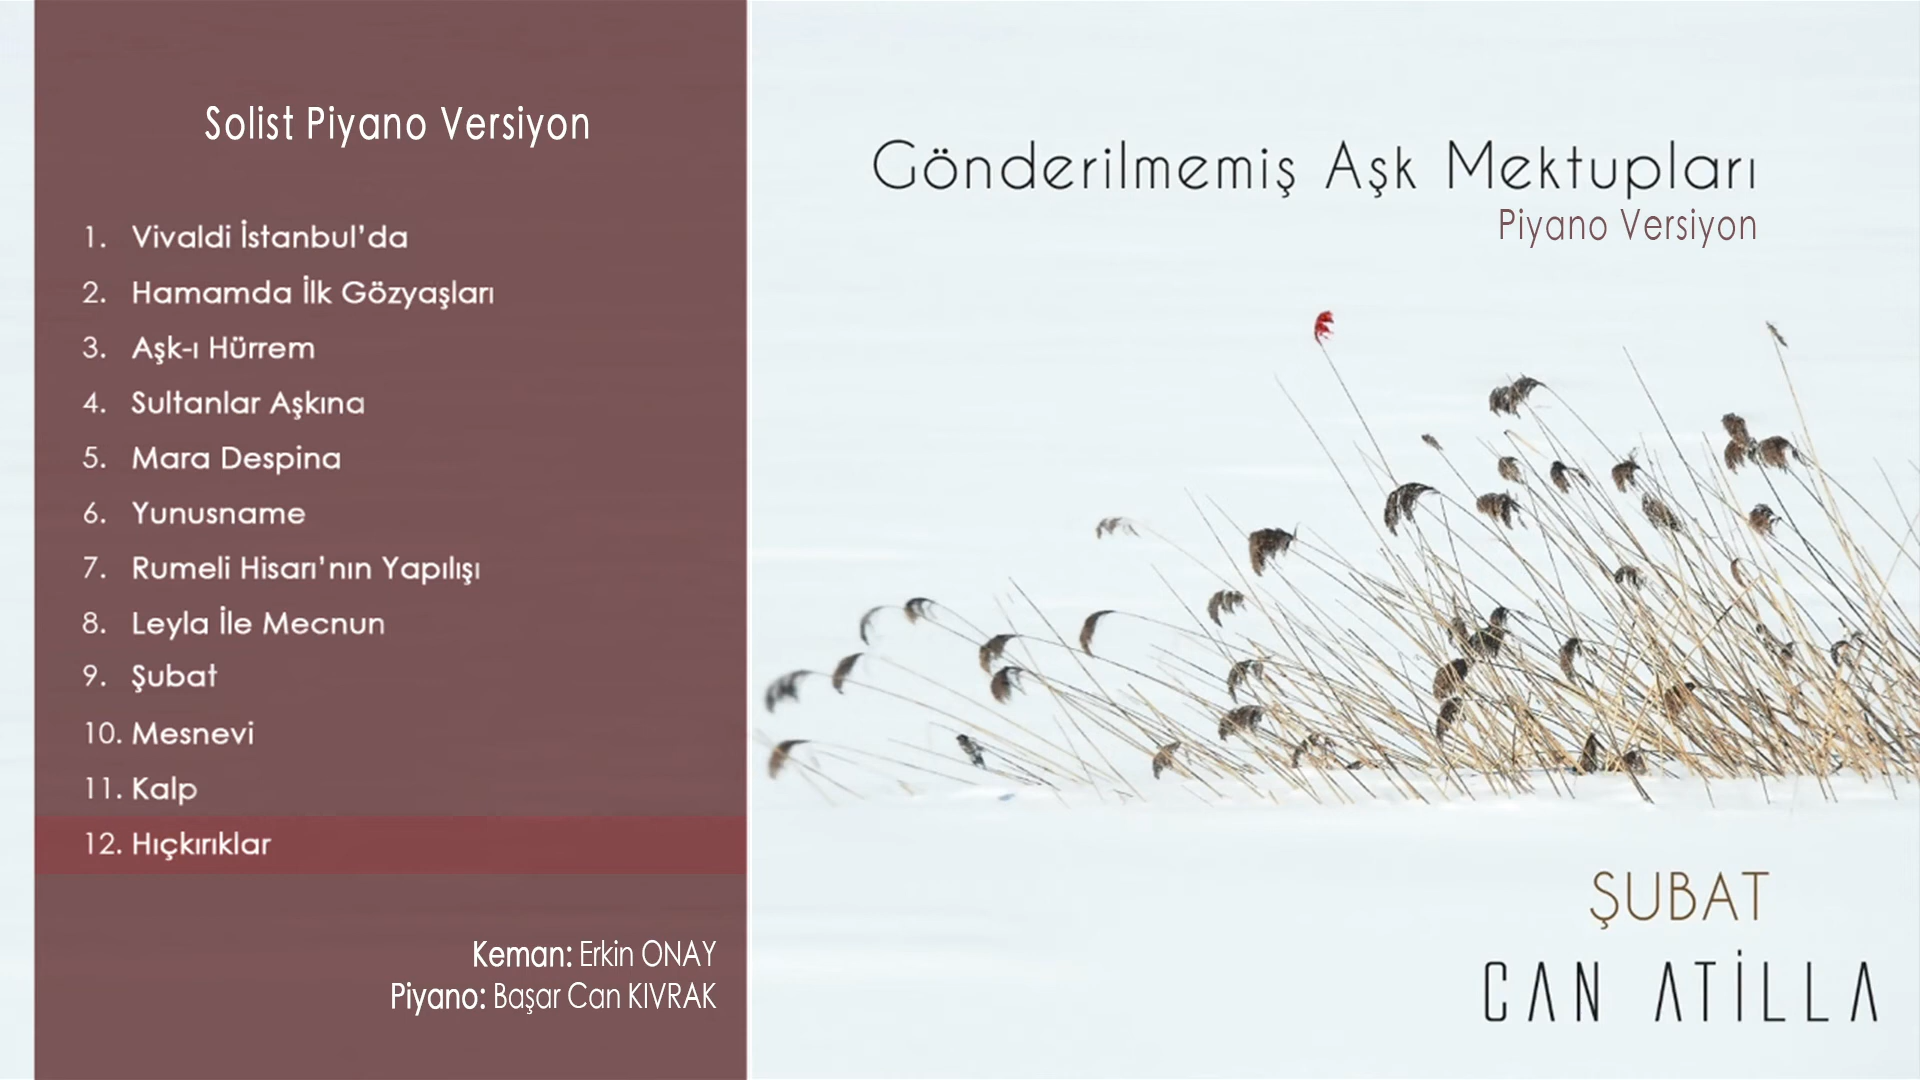 Solist Piyano Versiyon
1. Vivaldi İstanbul'da
2. Hamamda İlk Gözyaşları
3. Aşk-ı Hürrem
4. Sultanlar Aşkına
5. Mara Despina
6. Yunusname
7. Rumeli Hisarı'nın Yapılışı
8. Leyla İle Mecnun
9. Şubat
10. Mesnevi
11. Kalp
12. Hıçkırıklar
Keman: Erkin ONAY
Piyano: Başar Can KIVRAK
Gönderilmemiş Aşk Mektupları
Piyano Versiyon
ŞUBAT
CAN ATİLLA